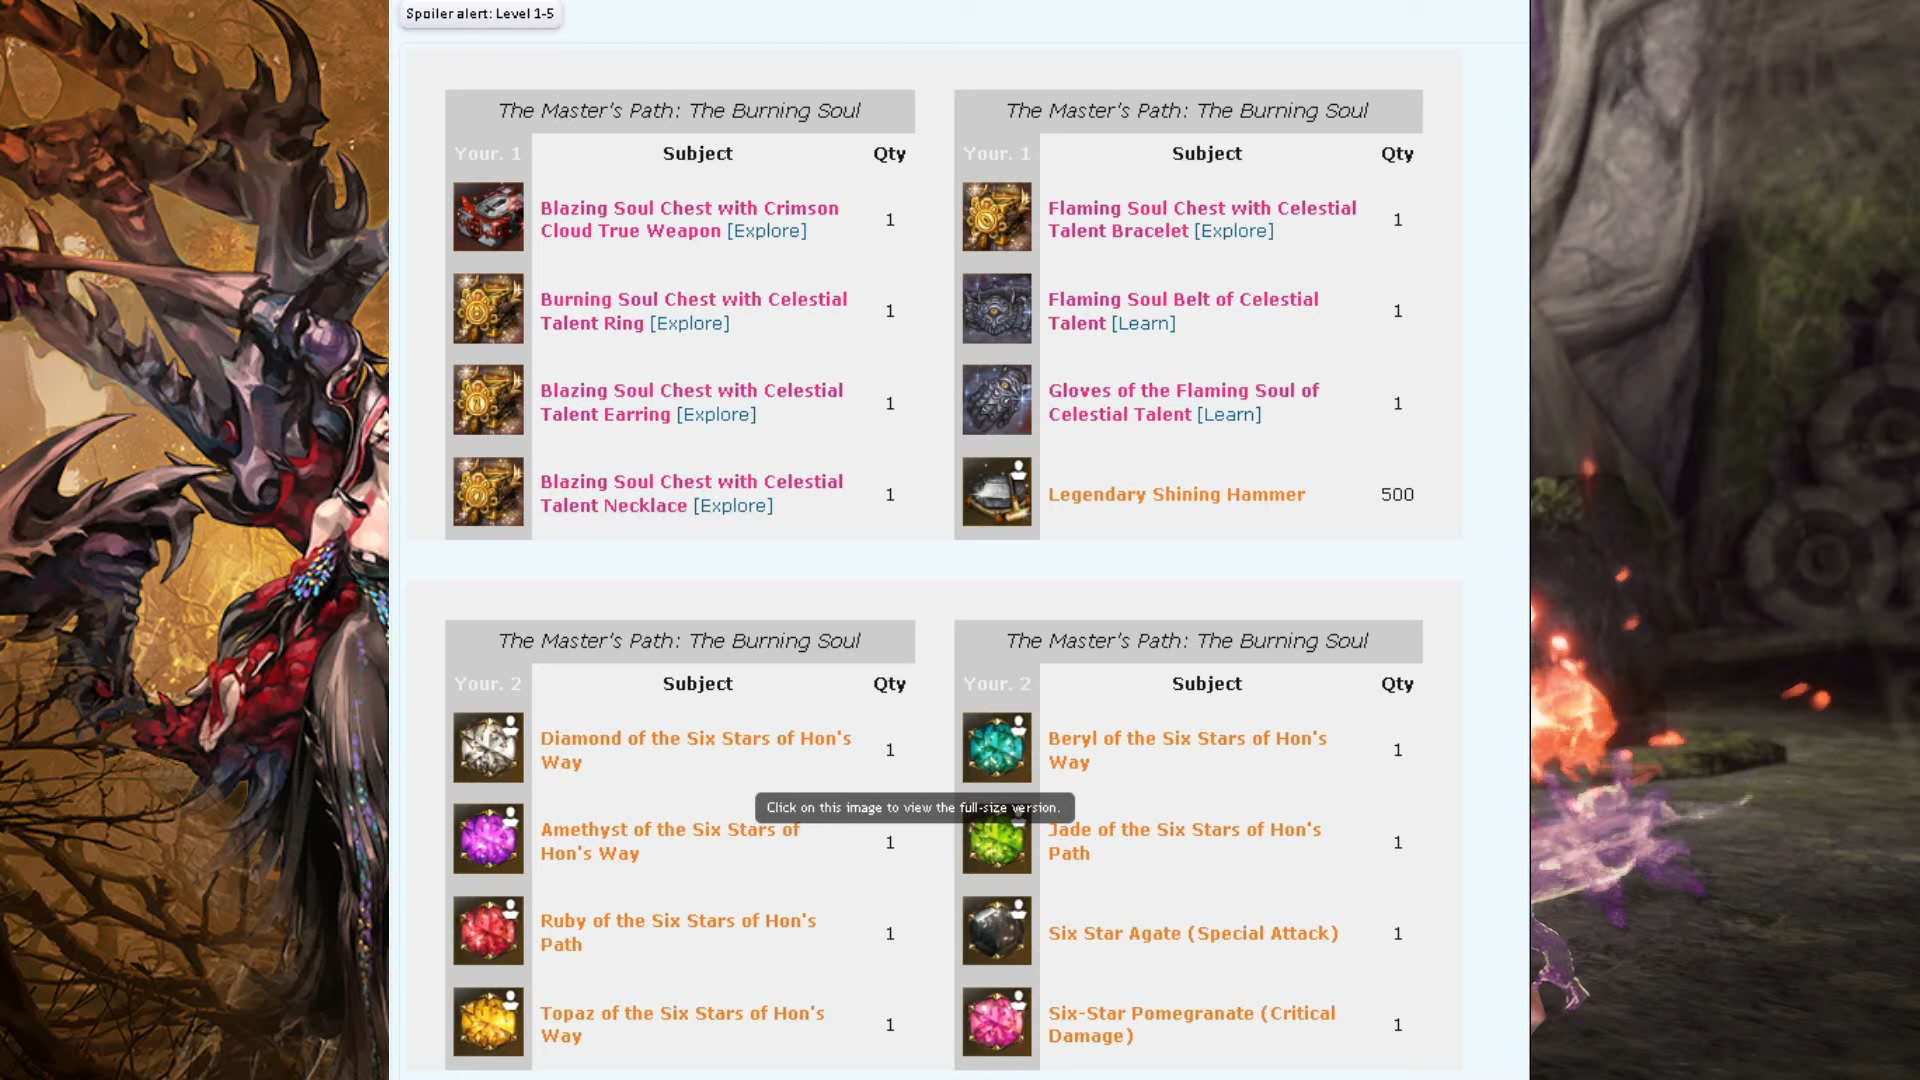 Spoiler alert: Level 1-5
The Master's Path: The Burning Soul
Your. 1 Subject Qty
Blazing Soul Chest with Crimson
Cloud True Weapon [Explore] 1
Burning Soul Chest with Celestial
Talent Ring [Explore] 1
Blazing Soul Chest with Celestial
Talent Earring [Explore] 1
Blazing Soul Chest with Celestial
Talent Necklace [Explore] 1
The Master's Path: The Burning Soul
Your. 1 Subject Qty
Flaming Soul Chest with Celestial
Talent Bracelet [Explore] 1
Flaming Soul Belt of Celestial
Talent [Learn] 1
Gloves of the Flaming Soul of
Celestial Talent [Learn] 1
Legendary Shining Hammer 500
The Master's Path: The Burning Soul
Your. 2 Subject Qty
Diamond of the Six Stars of Hon's
Way 1
Amethyst of the Six Stars of
Hon's Way 1
Ruby of the Six Stars of Hon's
Path 1
Topaz of the Six Stars of Hon's
Way 1
Click on this image to view the full-size version.
The Master's Path: The Burning Soul
Your. 2 Subject Qty
Beryl of the Six Stars of Hon's
Way 1
Jade of the Six Stars of Hon's
Path 1
Six Star Agate (Special Attack) 1
Six-Star Pomegranate (Critical
Damage) 1